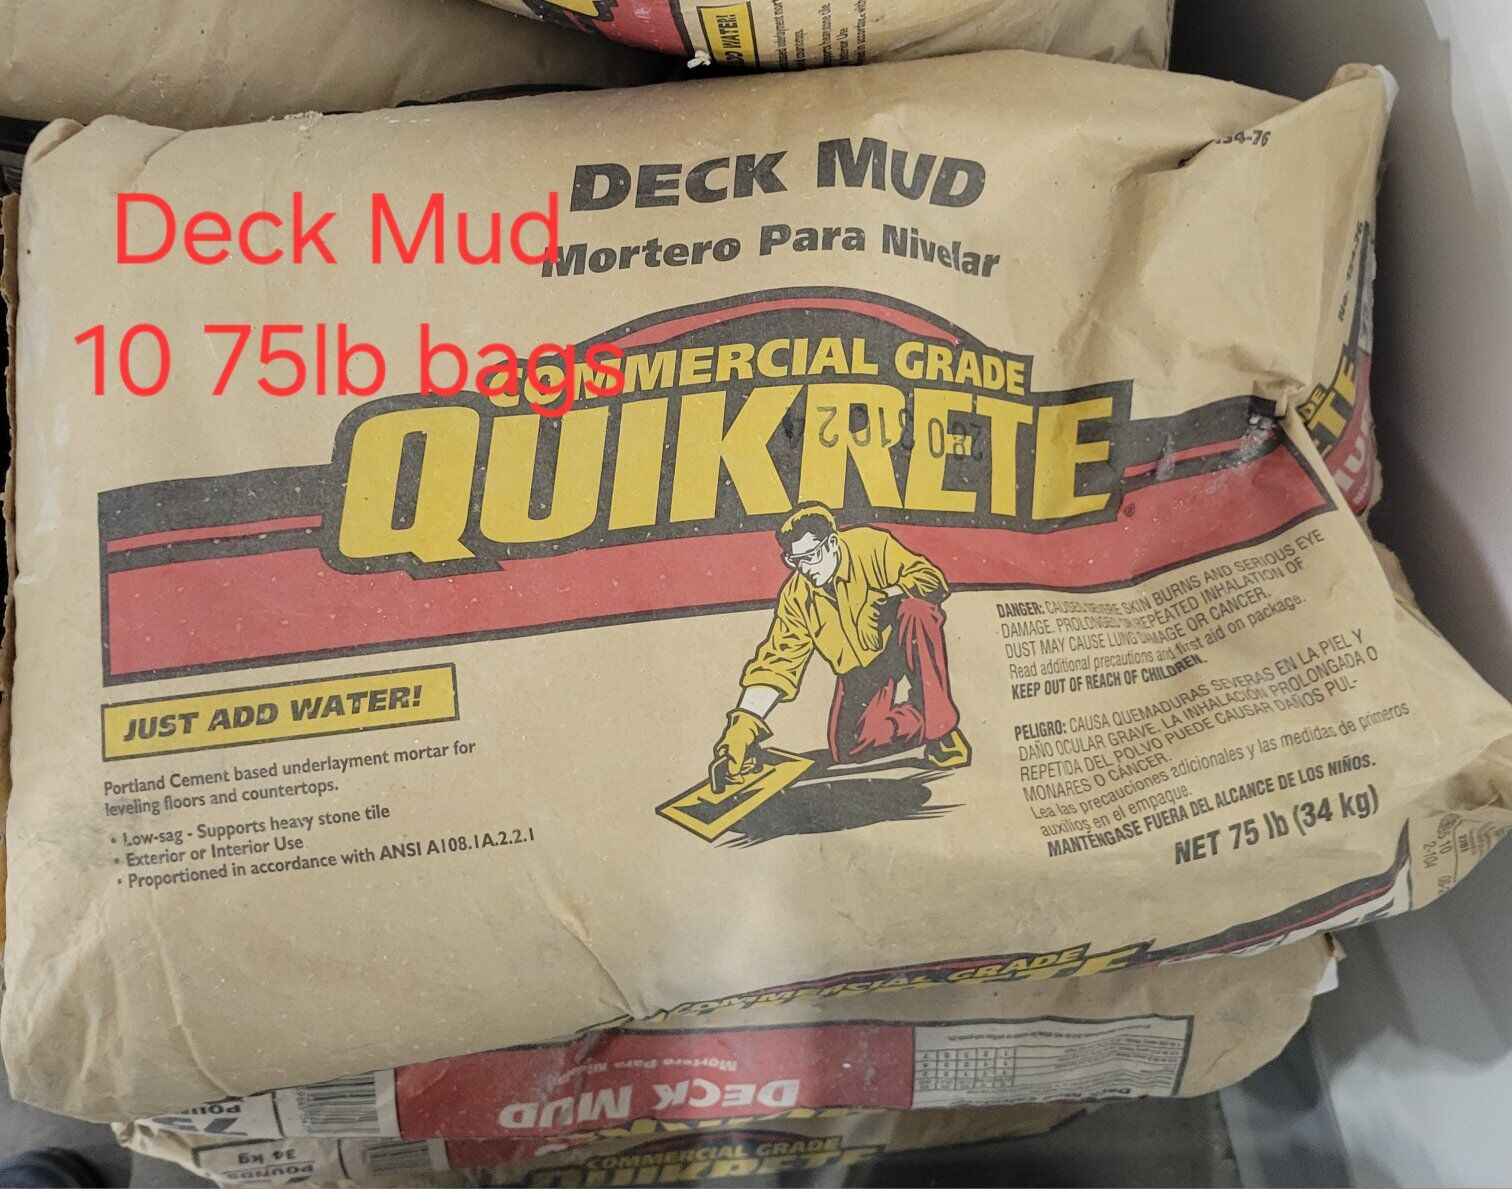 DECK MUD
Mortero Para Nivelar
Deck Mud
10 75lb bags
COMMERCIAL GRADE
QUIKRETE®
JUST ADD WATER!
Portland Cement based underlayment mortar for
leveling floors and countertops.
• Low-sag - Supports heavy stone tile
• Exterior or Interior Use
• Proportioned in accordance with ANSI A108.1A.2.2.1
DANGER: CAUSES SEVERE SKIN BURNS AND SERIOUS EYE
DAMAGE. PROLONGED OR REPEATED INHALATION OF
DUST MAY CAUSE LUNG DAMAGE OR CANCER.
Read additional precautions and first aid on package.
KEEP OUT OF REACH OF CHILDREN.
PELIGRO: CAUSA QUEMADURAS SEVERAS EN LA PIEL Y
DAÑO OCULAR GRAVE. LA INHALACIÓN PROLONGADA O
REPETIDA DEL POLVO PUEDE CAUSAR DAÑOS PUL-
MONARES O CÁNCER.
Lea las precauciones adicionales y las medidas de primeros
auxilios en el empaque.
MANTÉNGASE FUERA DEL ALCANCE DE LOS NIÑOS.
NET 75 lb (34 kg)
COMMERCIAL GRADE
DECK MUD
Mortero Para
34 kg
POUNDS
COMMERCIAL GRADE
QUIKRETE